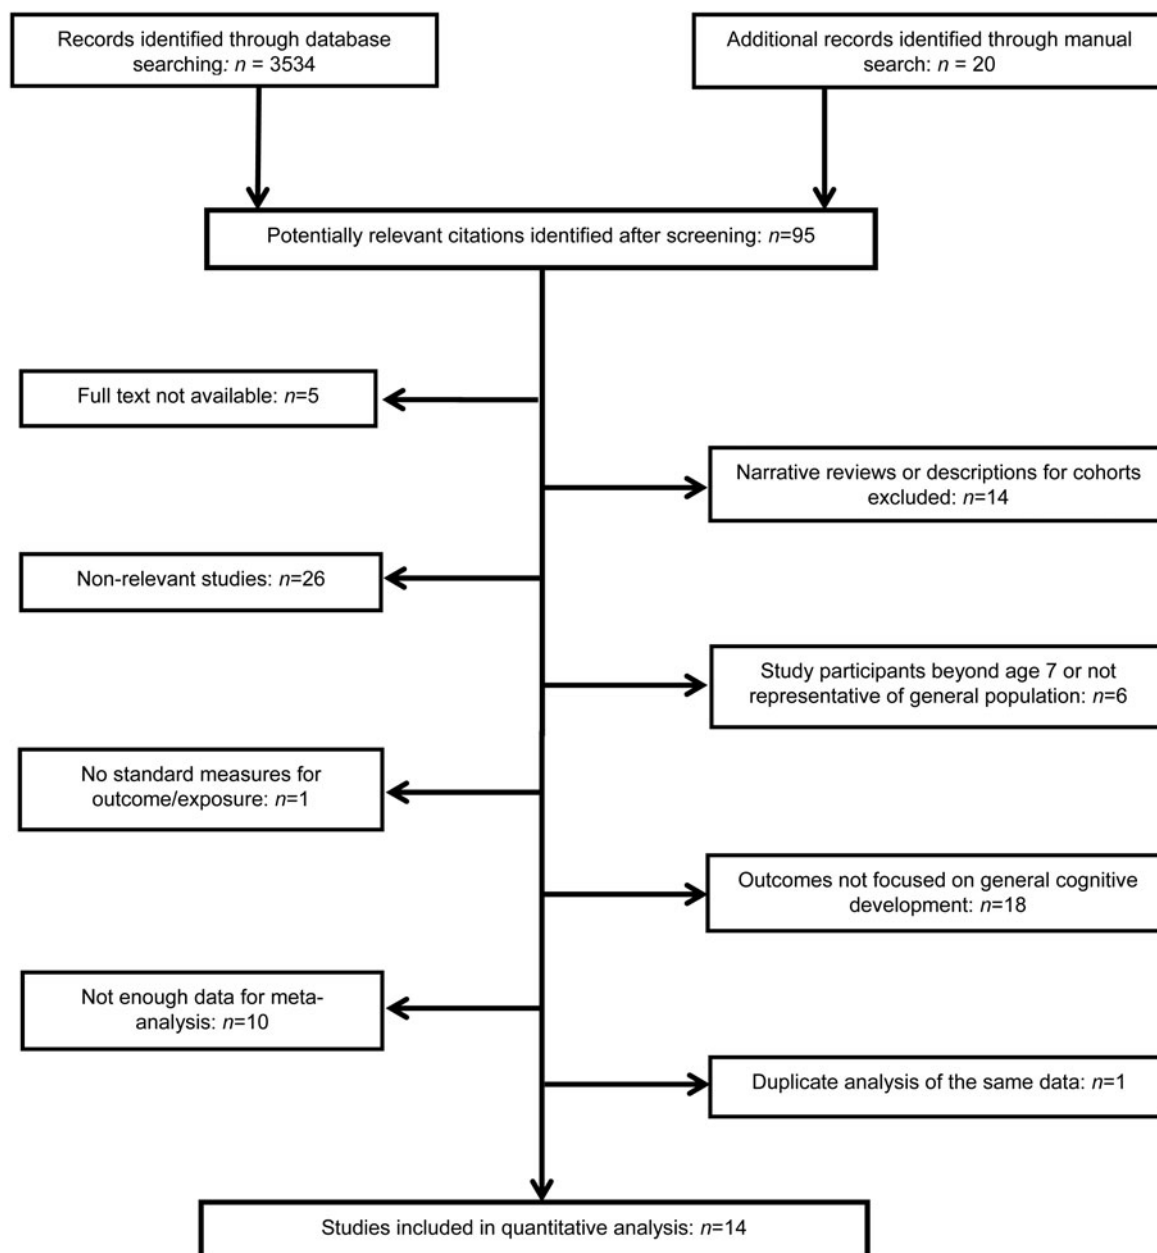 Records identified through database
searching: n = 3534
Additional records identified through manual
search: n = 20
Potentially relevant citations identified after screening: n=95
Full text not available: n=5
Narrative reviews or descriptions for cohorts
excluded: n=14
Non-relevant studies: n=26
Study participants beyond age 7 or not
representative of general population: n=6
No standard measures for
outcome/exposure: n=1
Outcomes not focused on general cognitive
development: n=18
Not enough data for meta-
analysis: n=10
Duplicate analysis of the same data: n=1
Studies included in quantitative analysis: n=14